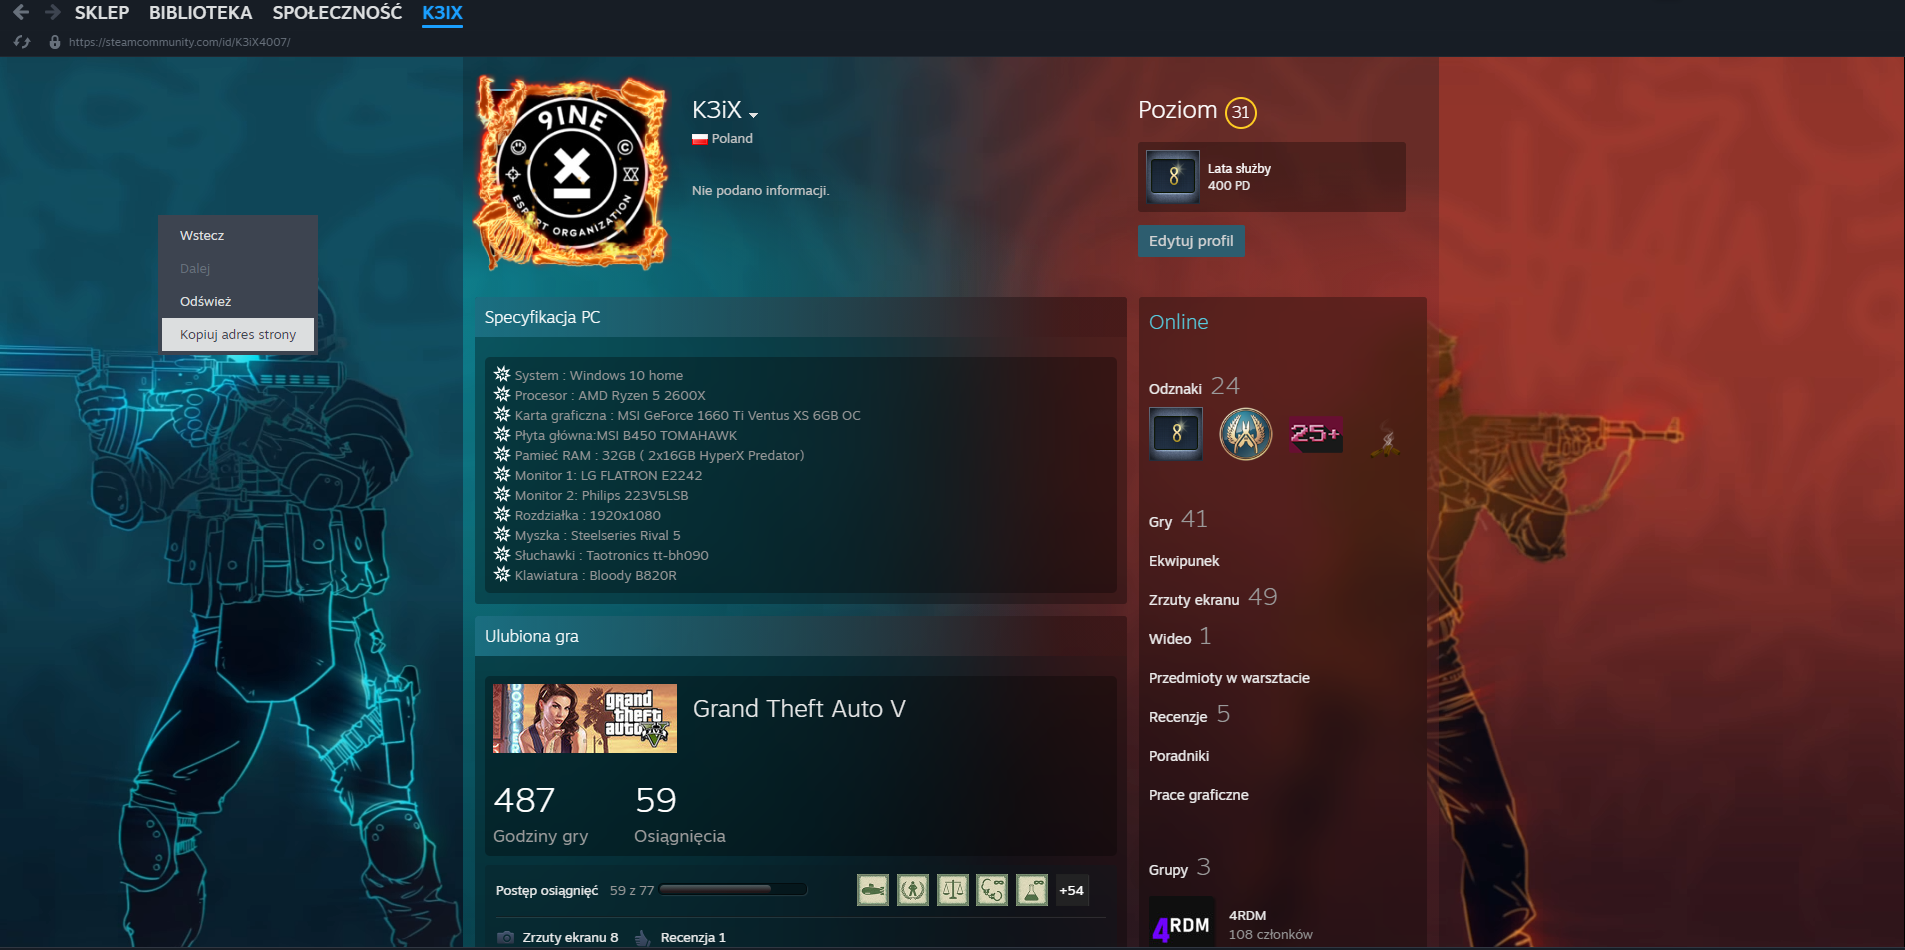 SKLEP BIBLIOTEKA SPOŁECZNOŚĆ K3IX
https://steamcommunity.com/id/K3iX4007/
9INE
ESPORT ORGANIZATION
K3iX
Poland
Nie podano informacji.
Poziom 31
8
Lata służby
400 PD
Edytuj profil
Wstecz
Dalej
Odśwież
Kopiuj adres strony
Specyfikacja PC
System : Windows 10 home
Procesor : AMD Ryzen 5 2600X
Karta graficzna : MSI GeForce 1660 Ti Ventus XS 6GB OC
Płyta główna:MSI B450 TOMAHAWK
Pamieć RAM : 32GB ( 2x16GB HyperX Predator)
Monitor 1: LG FLATRON E2242
Monitor 2: Philips 223V5LSB
Rozdziałka : 1920x1080
Myszka : Steelseries Rival 5
Słuchawki : Taotronics tt-bh090
Klawiatura : Bloody B820R
Ulubiona gra
grand
theft
auto V
Grand Theft Auto V
487
Godziny gry
59
Osiągnięcia
Postęp osiągnięć 59 z 77
+54
Zrzuty ekranu 8
Recenzja 1
Online
Odznaki 24
8
25+
Gry 41
Ekwipunek
Zrzuty ekranu 49
Wideo 1
Przedmioty w warsztacie
Recenzje 5
Poradniki
Prace graficzne
Grupy 3
4RDM
4RDM
108 członków